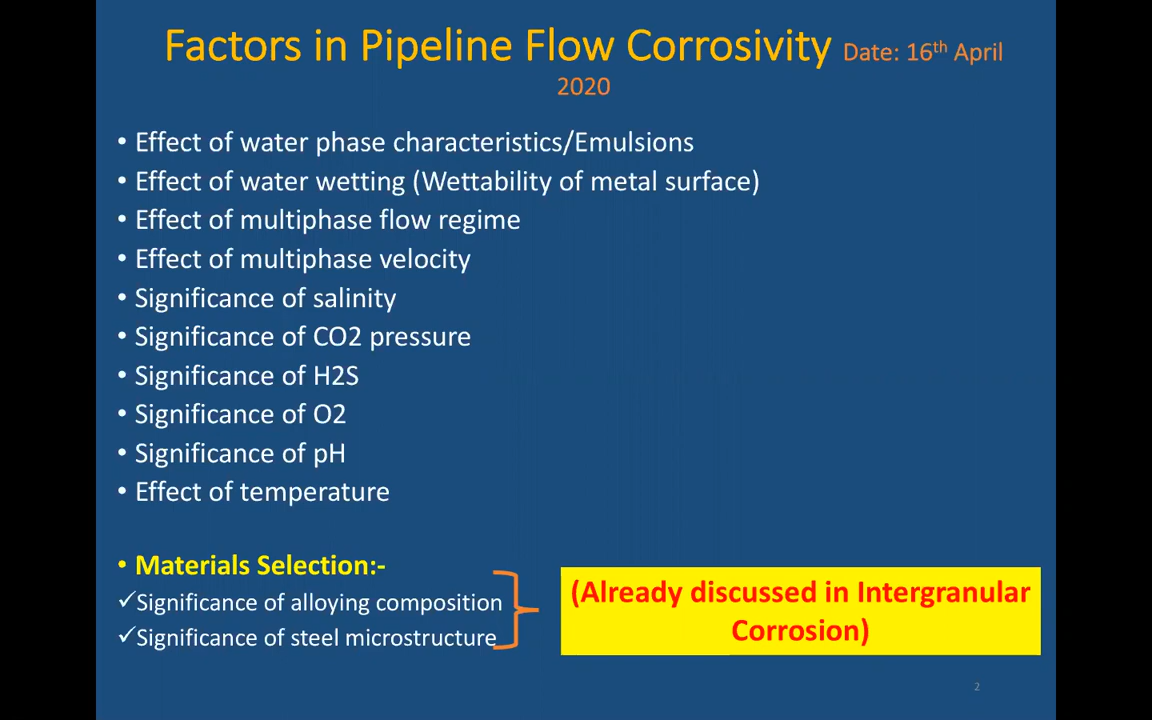 Factors in Pipeline Flow Corrosivity Date: 16th April
2020
• Effect of water phase characteristics/Emulsions
• Effect of water wetting (Wettability of metal surface)
• Effect of multiphase flow regime
• Effect of multiphase velocity
• Significance of salinity
• Significance of CO2 pressure
• Significance of H2S
• Significance of O2
• Significance of pH
• Effect of temperature
• Materials Selection:-
✓Significance of alloying composition
✓Significance of steel microstructure
(Already discussed in Intergranular
Corrosion)
2